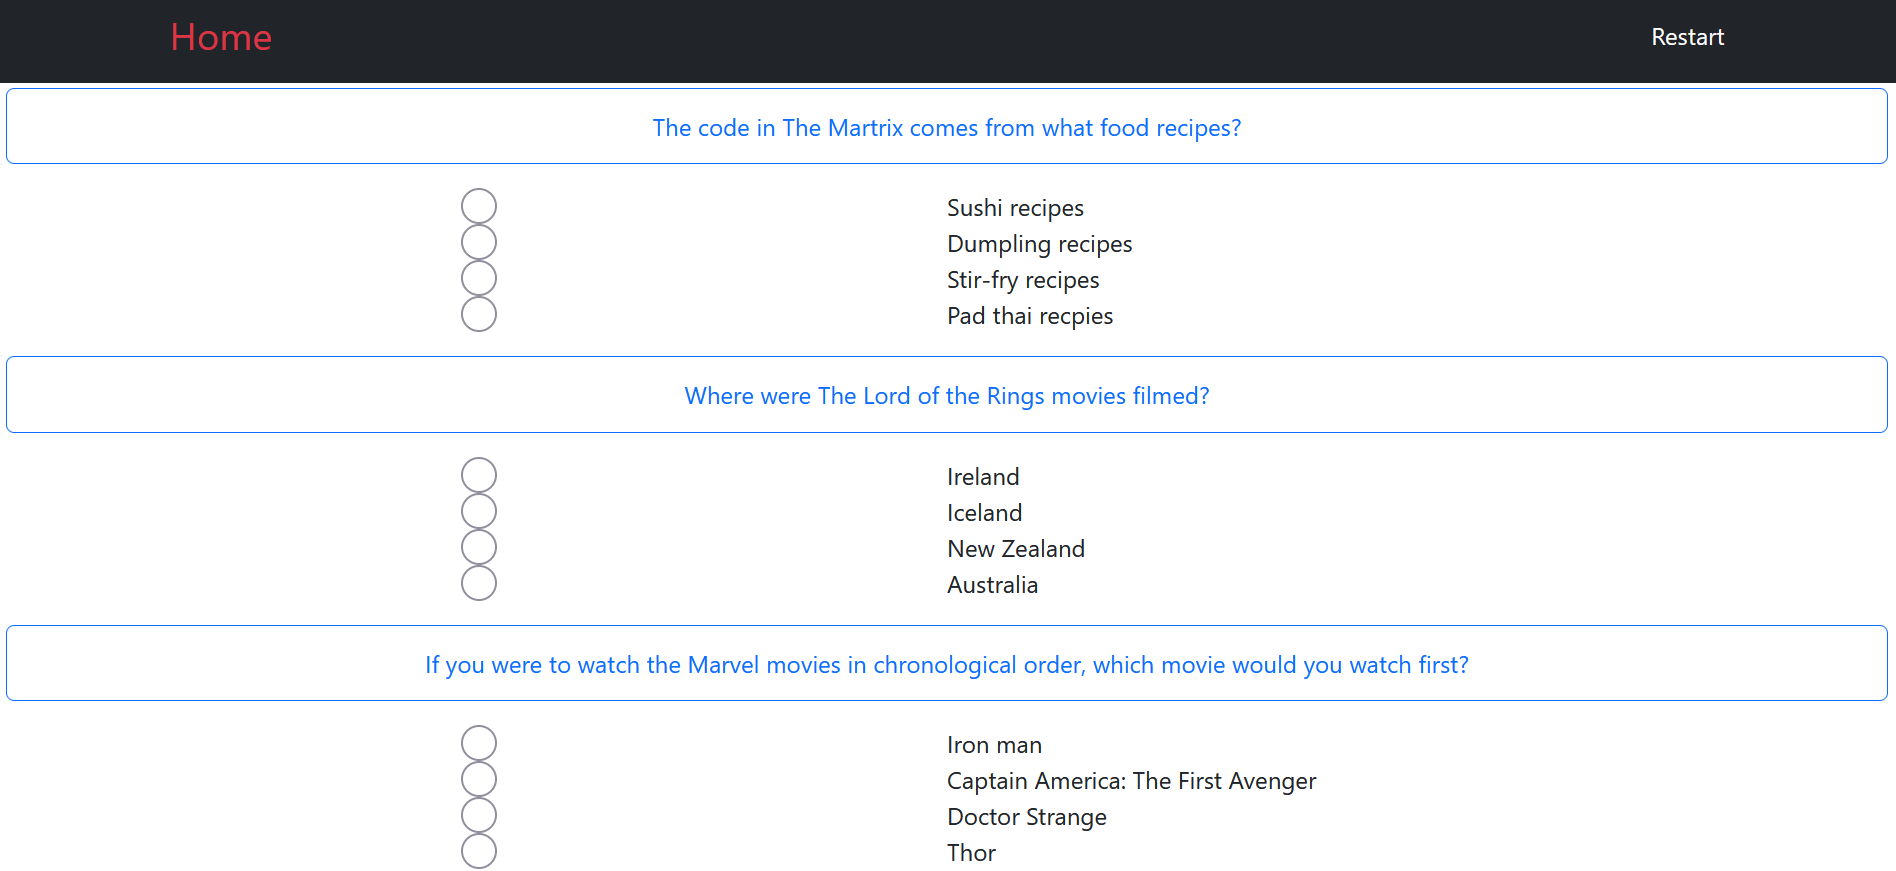 Home
Restart
The code in The Martrix comes from what food recipes?
Sushi recipes
Dumpling recipes
Stir-fry recipes
Pad thai recpies
Where were The Lord of the Rings movies filmed?
Ireland
Iceland
New Zealand
Australia
If you were to watch the Marvel movies in chronological order, which movie would you watch first?
Iron man
Captain America: The First Avenger
Doctor Strange
Thor